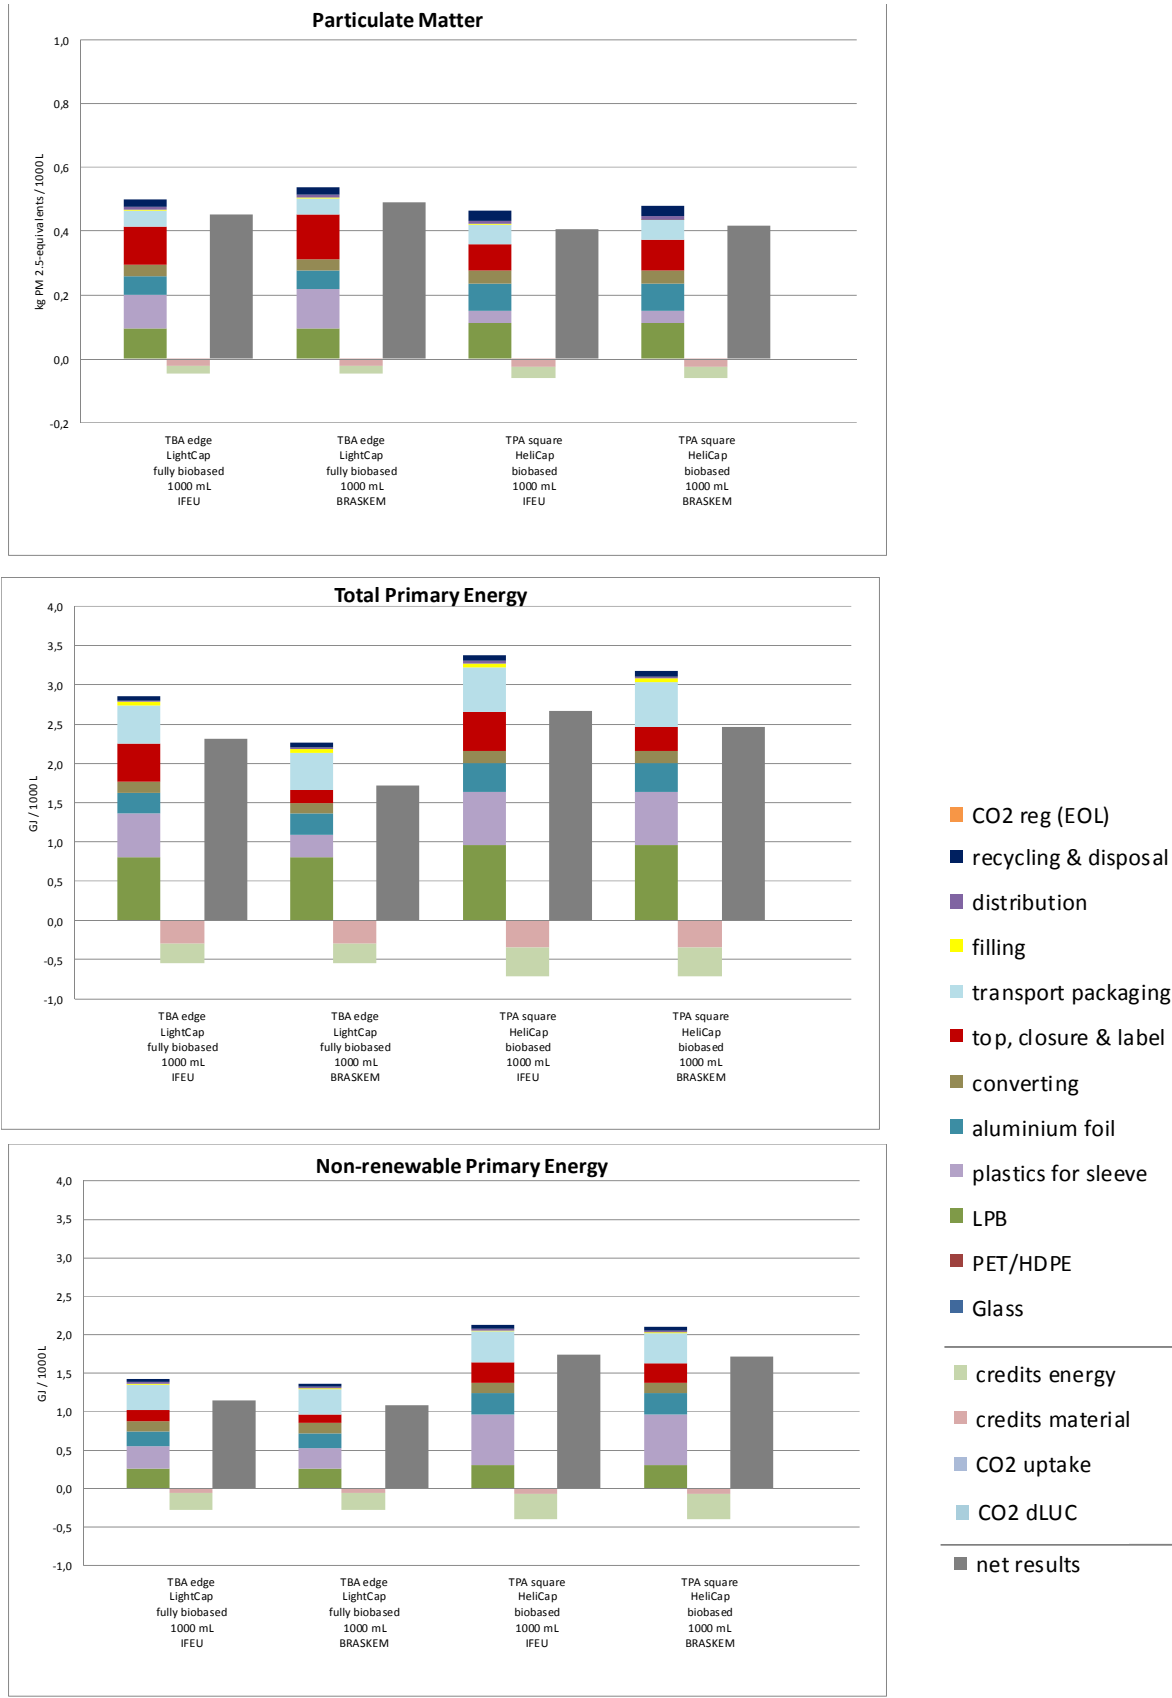 Particulate Matter
1,0
0,8
0,6
0,4
0,2
0,0
-0,2
kg PM 2.5-equivalents / 1000 L
TBA edge
LightCap
fully biobased
1000 mL
IFEU
TBA edge
LightCap
fully biobased
1000 mL
BRASKEM
TPA square
HeliCap
biobased
1000 mL
IFEU
TPA square
HeliCap
biobased
1000 mL
BRASKEM
Total Primary Energy
4,0
3,5
3,0
2,5
2,0
1,5
1,0
0,5
0,0
-0,5
-1,0
GJ / 1000 L
TBA edge
LightCap
fully biobased
1000 mL
IFEU
TBA edge
LightCap
fully biobased
1000 mL
BRASKEM
TPA square
HeliCap
biobased
1000 mL
IFEU
TPA square
HeliCap
biobased
1000 mL
BRASKEM
Non-renewable Primary Energy
4,0
3,5
3,0
2,5
2,0
1,5
1,0
0,5
0,0
-0,5
-1,0
GJ / 1000 L
TBA edge
LightCap
fully biobased
1000 mL
IFEU
TBA edge
LightCap
fully biobased
1000 mL
BRASKEM
TPA square
HeliCap
biobased
1000 mL
IFEU
TPA square
HeliCap
biobased
1000 mL
BRASKEM
CO2 reg (EOL)
recycling & disposal
distribution
filling
transport packaging
top, closure & label
converting
aluminium foil
plastics for sleeve
LPB
PET/HDPE
Glass
credits energy
credits material
CO2 uptake
CO2 dLUC
net results